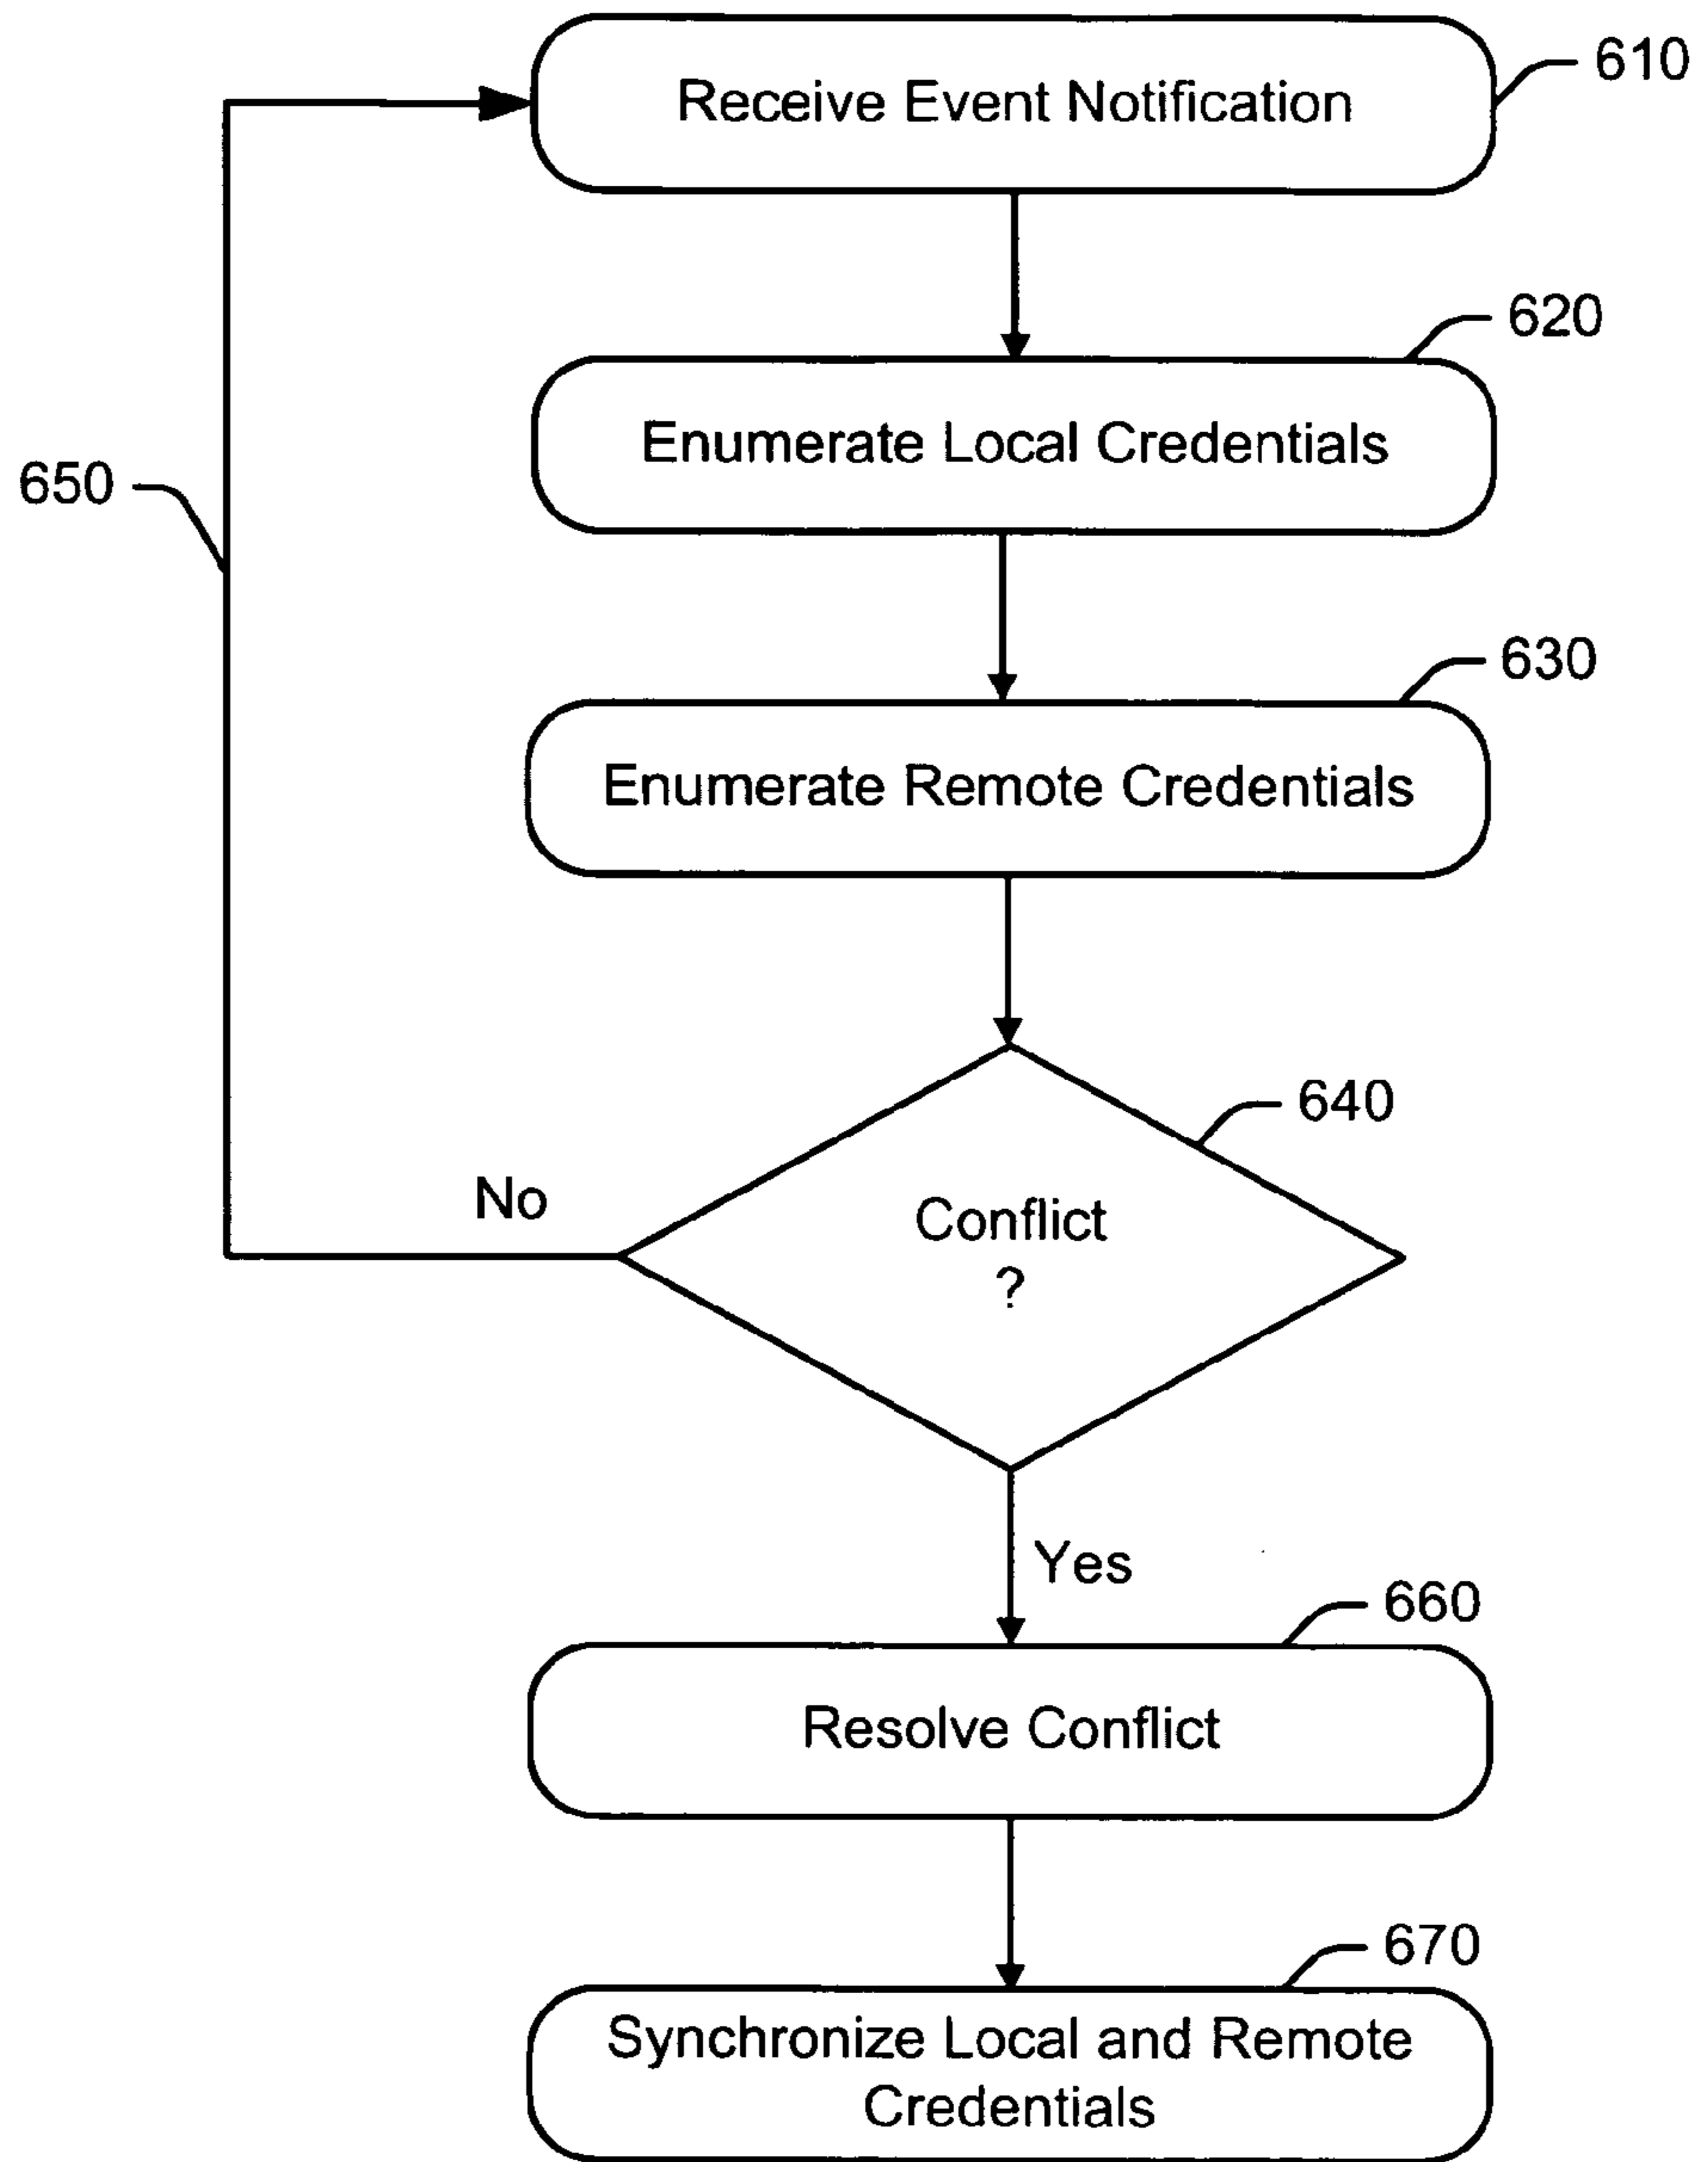 Receive Event Notification
610
620
Enumerate Local Credentials
650
630
Enumerate Remote Credentials
640
No
Conflict
?
Yes
660
Resolve Conflict
670
Synchronize Local and Remote
Credentials